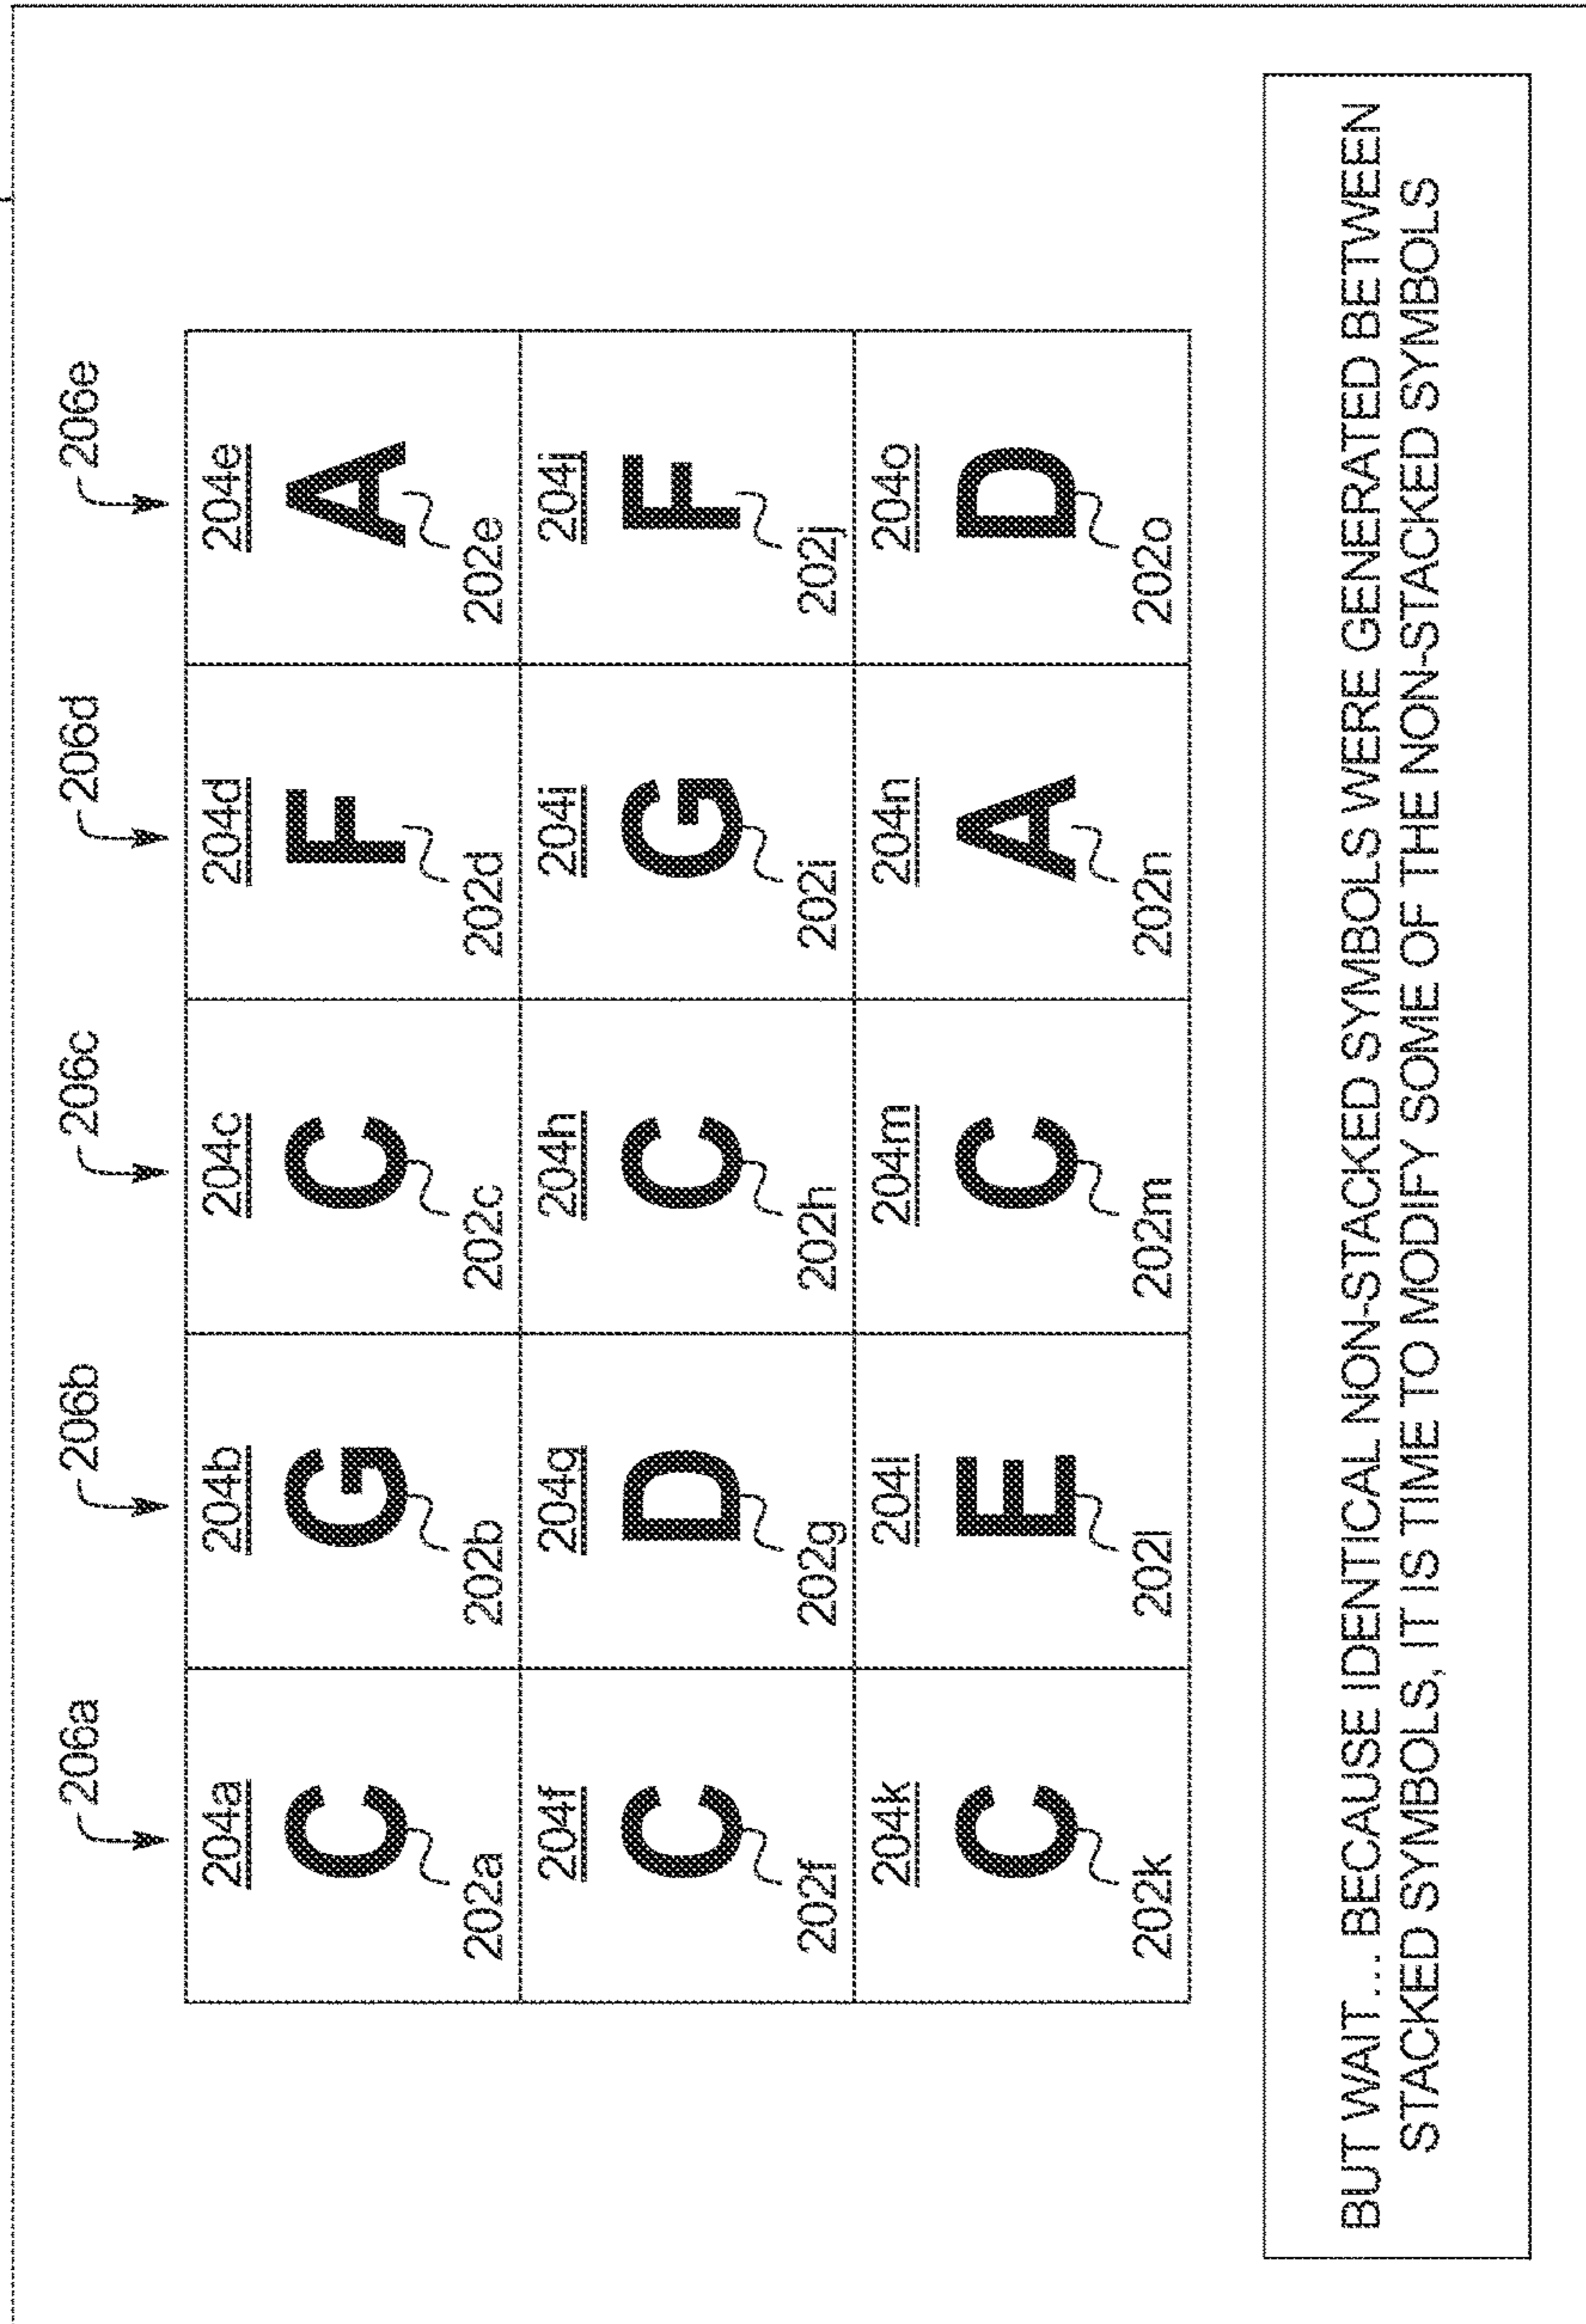 206a 206b 206c 206d 206e
204a 204b 204c 204d 204e
C G C F A
202a 202b 202c 202d 202e
204f 204g 204h 204i 204j
C D C G F
202f 202g 202h 202i 202j
204k 204l 204m 204n 204o
C E C A D
202k 202l 202m 202n 202o
BUT WAIT... BECAUSE IDENTICAL NON-STACKED SYMBOLS WERE GENERATED BETWEEN
STACKED SYMBOLS, IT IS TIME TO MODIFY SOME OF THE NON-STACKED SYMBOLS